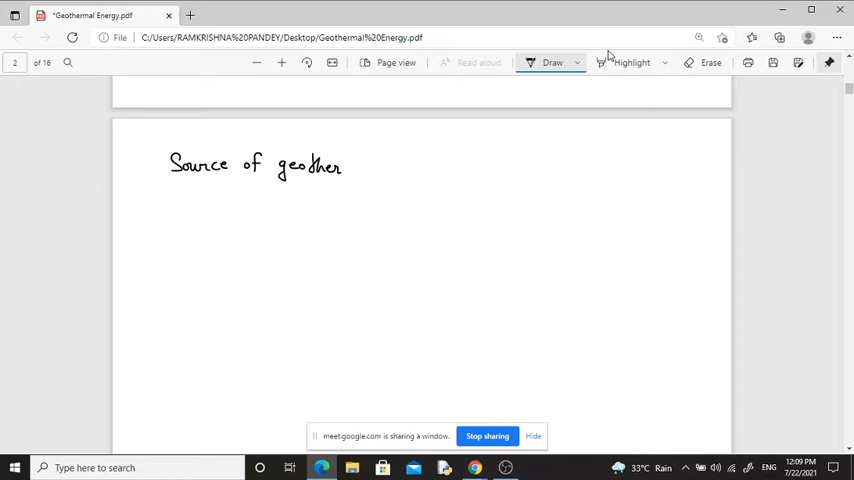 *Geothermal Energy.pdf
File
C:/Users/RAMKRISHNA%20PANDEY/Desktop/Geothermal%20Energy.pdf
2 of 16 Page view Read aloud Draw Highlight Erase
Source of geother
meet.google.com is sharing a window. Stop sharing Hide
Type here to search 33°C Rain ENG 12:09 PM
7/22/2021